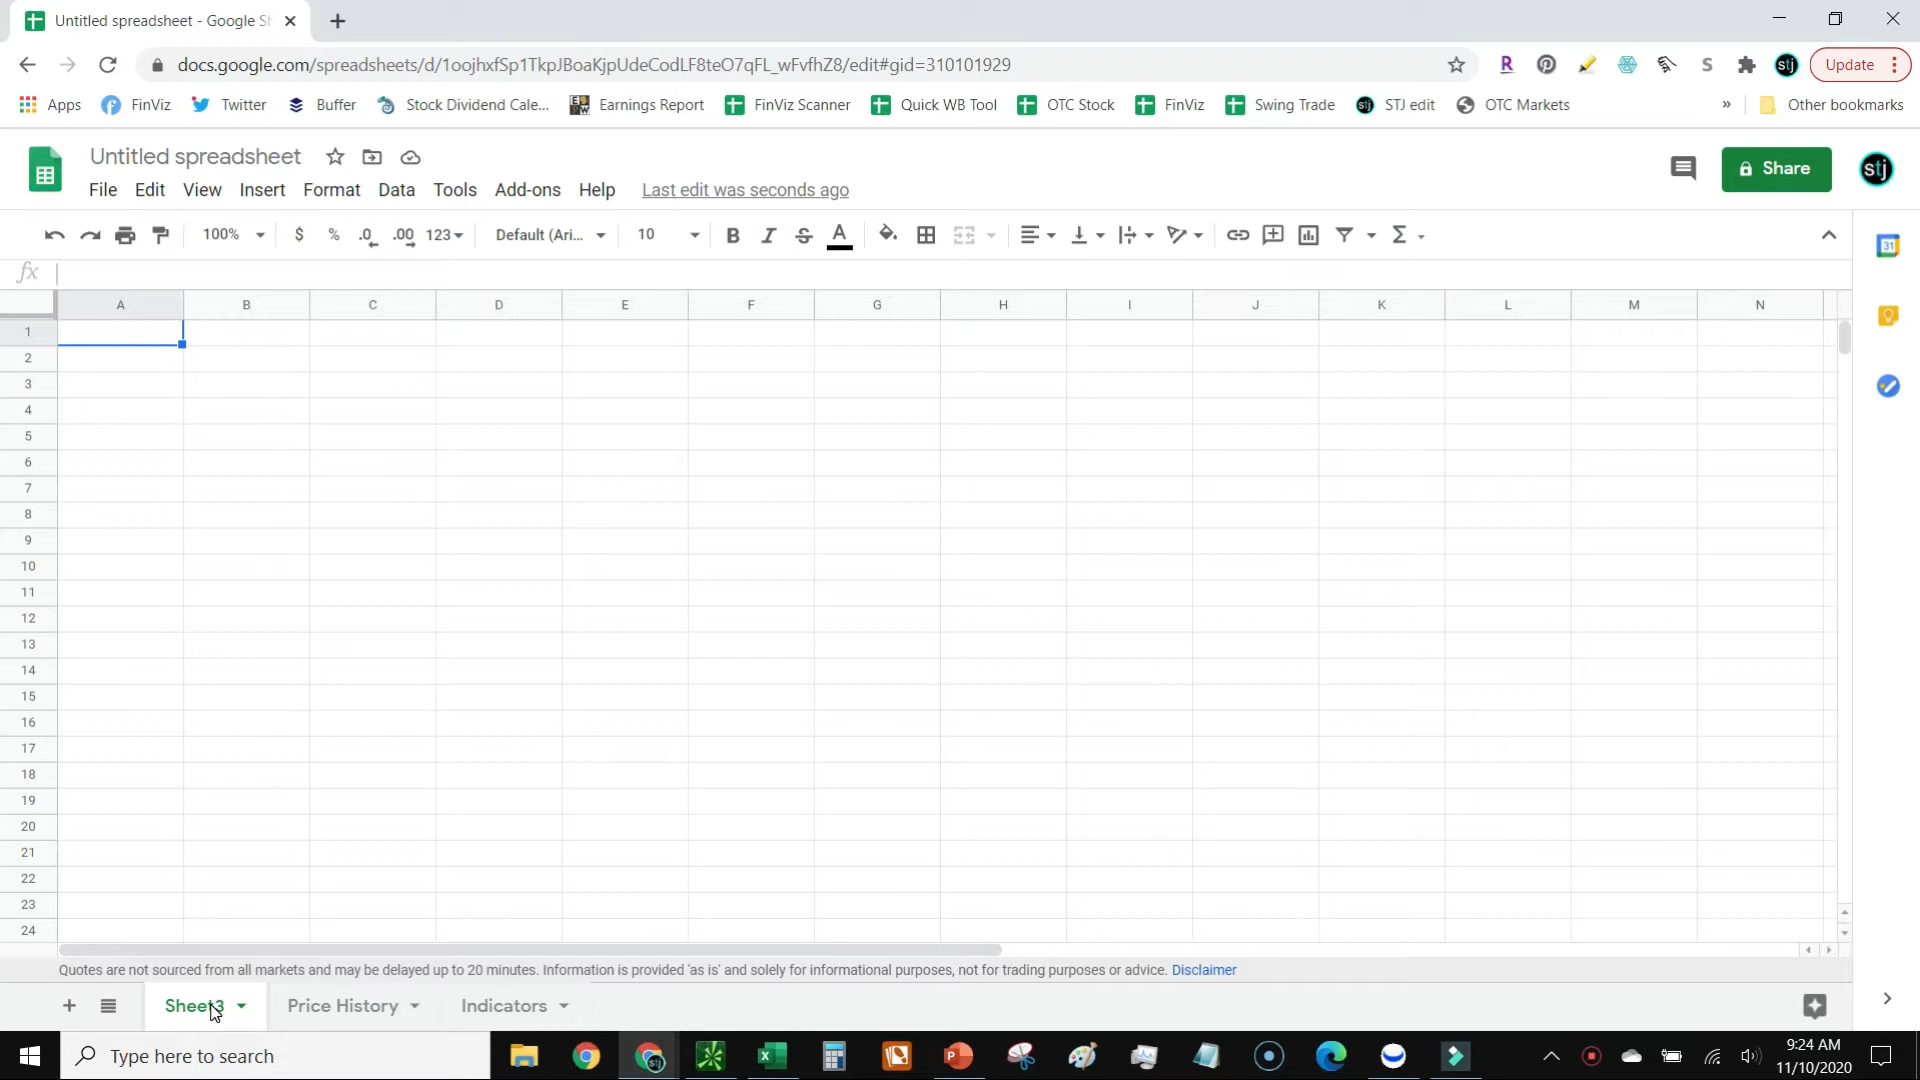 Untitled spreadsheet - Google Sh
docs.google.com/spreadsheets/d/1oojhxfSp1TkpJBoaKjpUdeCodLF8teO7qFL_wFvfhZ8/edit#gid=310101929
R
S
stj
Update
Apps FinViz Twitter Buffer Stock Dividend Cale... Earnings Report FinViz Scanner Quick WB Tool OTC Stock FinViz Swing Trade STJ edit OTC Markets » Other bookmarks
Untitled spreadsheet
File Edit View Insert Format Data Tools Add-ons Help Last edit was seconds ago
Share
stj
100% $ % .0 .00 123 Default (Ari... 10 B I S A Σ
31
fx
A B C D E F G H I J K L M N
1
2
3
4
5
6
7
8
9
10
11
12
13
14
15
16
17
18
19
20
21
22
23
24
Quotes are not sourced from all markets and may be delayed up to 20 minutes. Information is provided 'as is' and solely for informational purposes, not for trading purposes or advice. Disclaimer
Sheet3 Price History Indicators
Type here to search
9:24 AM
11/10/2020